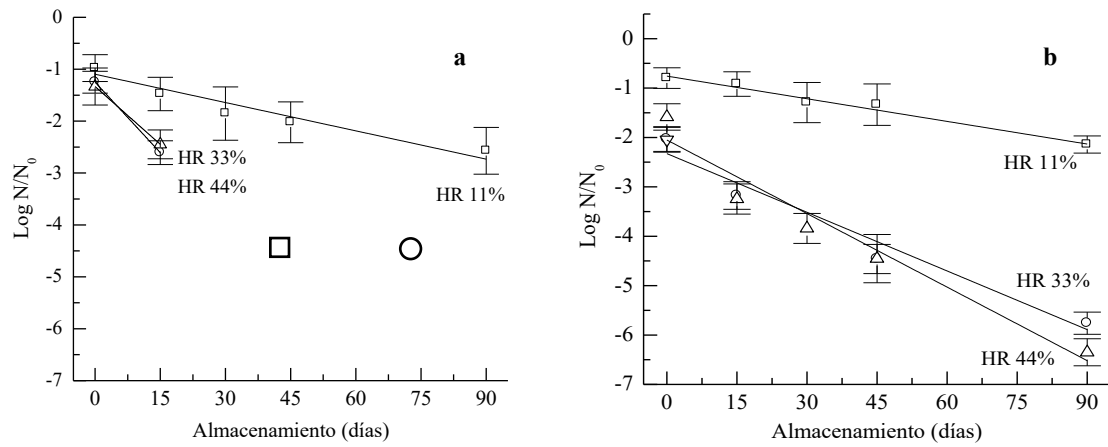 a
0
-1
-2
-3
-4
-5
-6
-7
Log N/N0
HR 33%
HR 44%
HR 11%
0 15 30 45 60 75 90
Almacenamiento (días)
b
0
-1
-2
-3
-4
-5
-6
-7
Log N/N0
HR 11%
HR 33%
HR 44%
0 15 30 45 60 75 90
Almacenamiento (días)